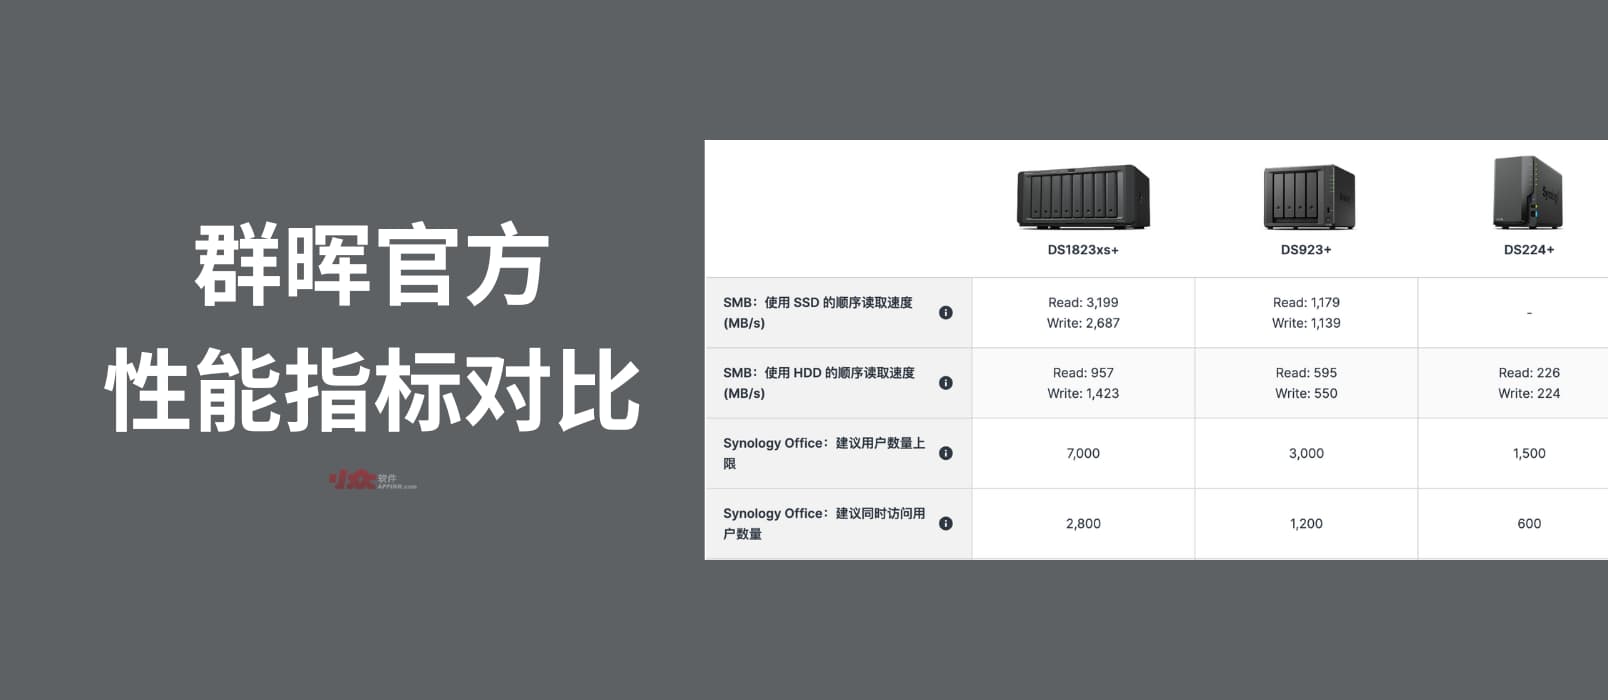 群晖官方
性能指标对比
小众软件
APPINN.com
DS1823xs+ DS923+ DS224+
SMB：使用 SSD 的顺序读取速度
(MB/s)
Read: 3,199
Write: 2,687
Read: 1,179
Write: 1,139
-
SMB：使用 HDD 的顺序读取速度
(MB/s)
Read: 957
Write: 1,423
Read: 595
Write: 550
Read: 226
Write: 224
Synology Office：建议用户数量上
限
7,000
3,000
1,500
Synology Office：建议同时访问用
户数量
2,800
1,200
600